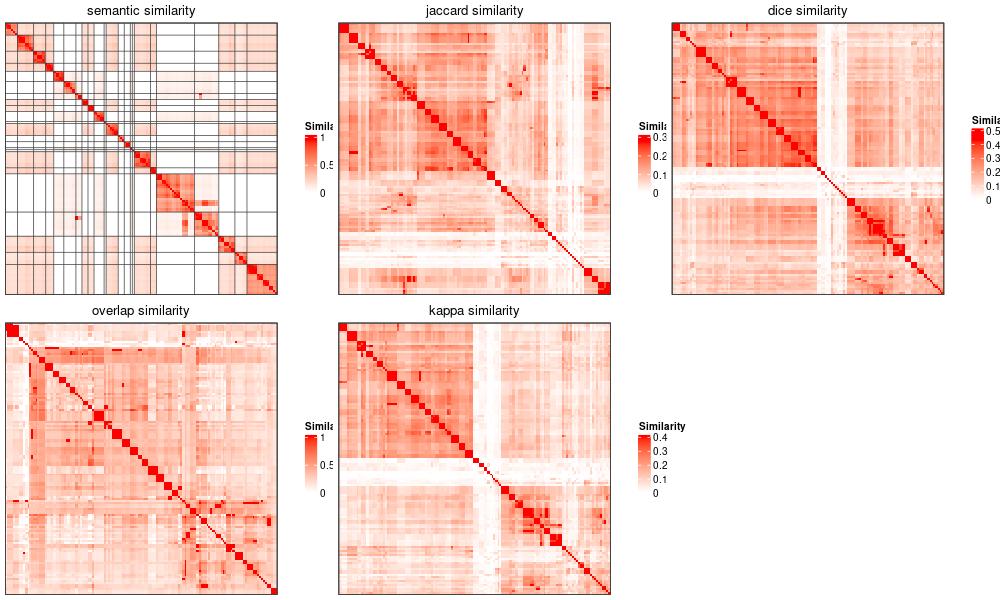 semantic similarity
Simila
1
0.5
0
jaccard similarity
Simila
0.3
0.2
0.1
0
dice similarity
Simila
0.5
0.4
0.3
0.2
0.1
0
overlap similarity
Simila
1
0.5
0
kappa similarity
Similarity
0.4
0.3
0.2
0.1
0